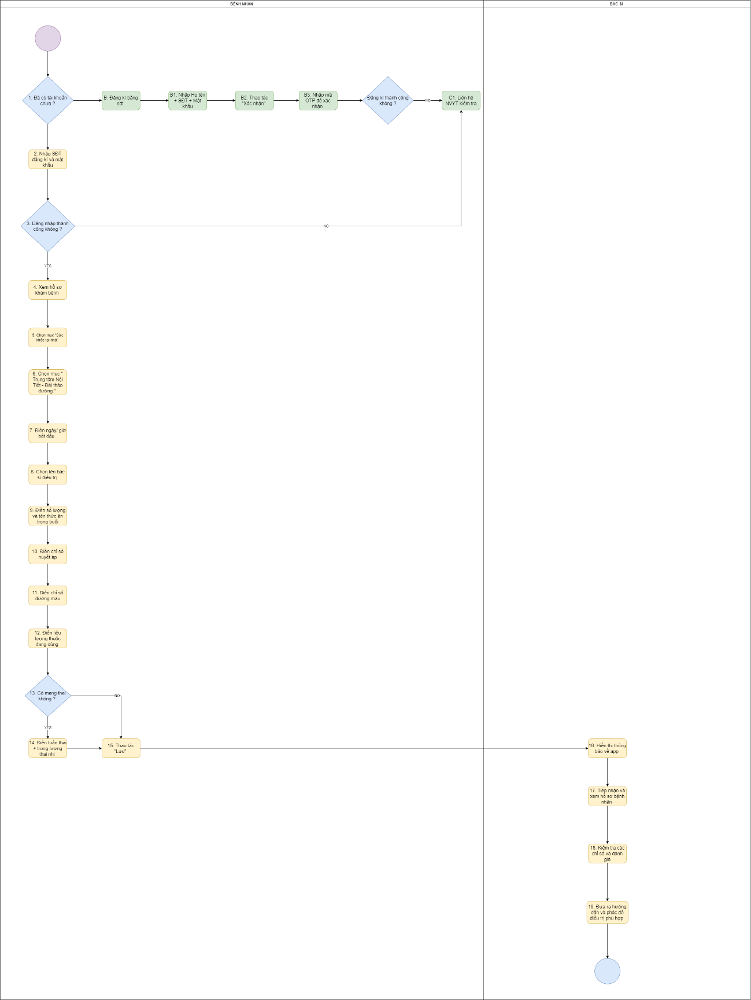 BỆNH NHÂN
BÁC SĨ
1. Đã có tài khoản
chưa ?
B. Đăng kí bằng
sđt
B1. Nhập Họ tên
+ SĐT + Mật
khẩu
B2. Thao tác
"Xác nhận"
B3. Nhập mã
OTP để xác
nhận
Đăng kí thành công
không ?
NO
C1. Liên hệ
NVYT kiểm tra
2. Nhập SĐT
đăng kí và mật
khẩu
3. Đăng nhập thành
công không ?
NO
YES
4. Xem hồ sơ
khám bệnh
5. Chọn mục "Sức
khỏe tại nhà"
6. Chọn mục "
Trung tâm Nội
Tiết - Đái tháo
đường "
7. Điền ngày/ giờ
bắt đầu
8. Chọn tên bác
sĩ điều trị
9. Điền số lượng
và tên thức ăn
trong buổi
10. Điền chỉ số
huyết áp
11. Điền chỉ số
đường máu
12. Điền liều
lượng thuốc
đang dùng
13. Có mang thai
không ?
NO
YES
14. Điền tuần thai
+ trọng lượng
thai nhi
15. Thao tác
"Lưu"
16. Hiển thị thông
báo về app
17. Tiếp nhận và
xem hồ sơ bệnh
nhân
18. Kiểm tra các
chỉ số và đánh
giá
19. Đưa ra hướng
dẫn và phác đồ
điều trị phù hợp